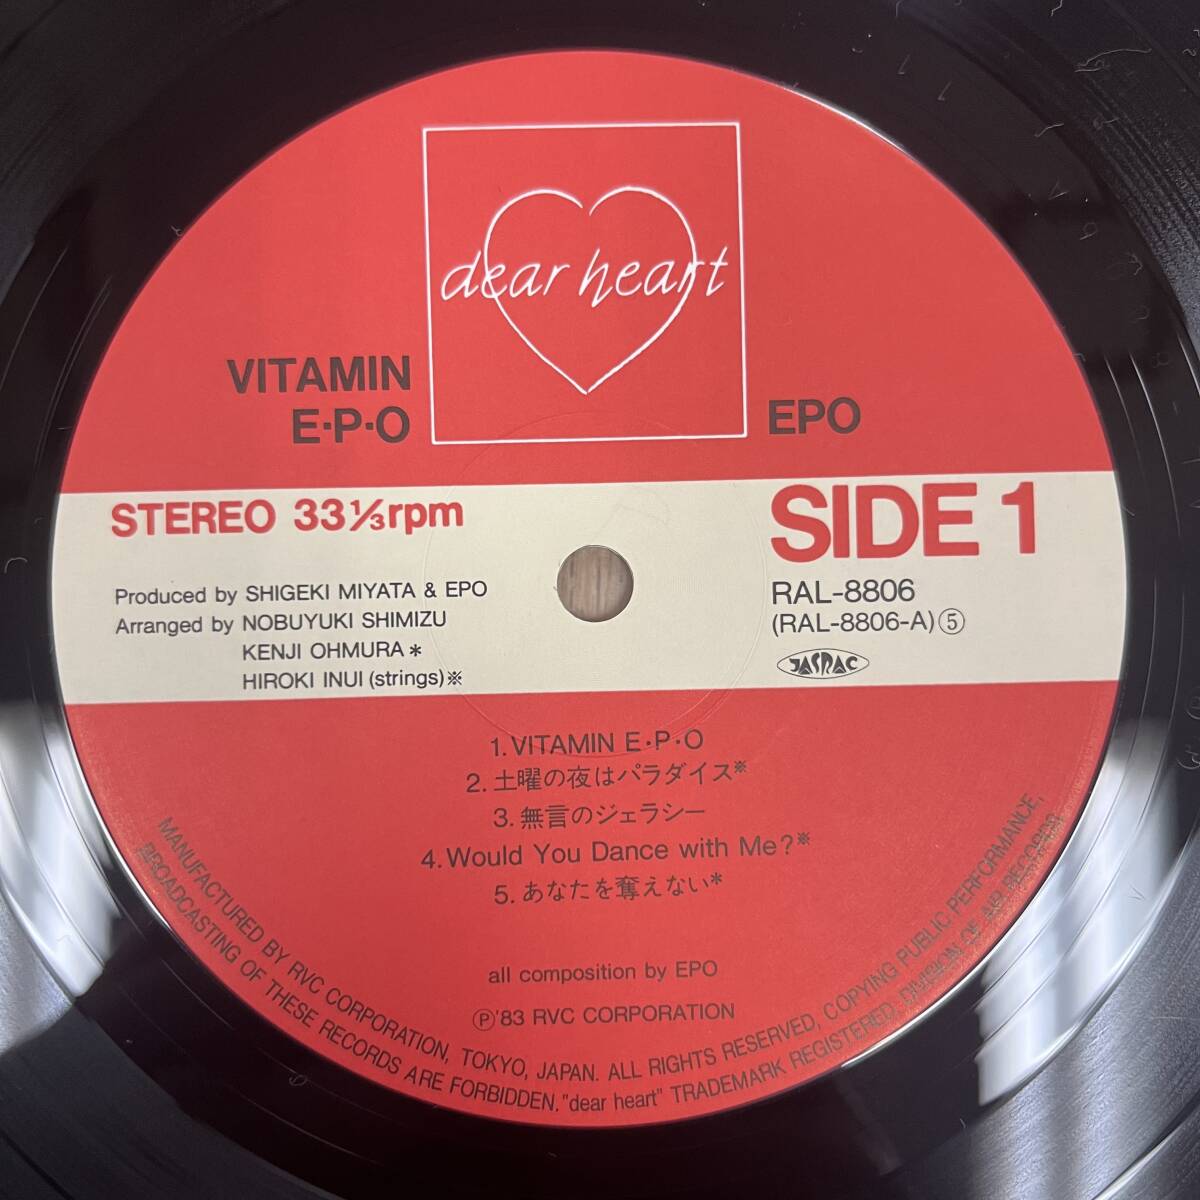 dear heart
VITAMIN
E·P·O
EPO
STEREO 33⅓rpm
SIDE 1
Produced by SHIGEKI MIYATA & EPO
Arranged by NOBUYUKI SHIMIZU
KENJI OHMURA*
HIROKI INUI (strings)※
RAL-8806
(RAL-8806-A)⑤
JASRAC
1. VITAMIN E·P·O
2. 土曜の夜はパラダイス※
3. 無言のジェラシー
4. Would You Dance with Me?※
5. あなたを奪えない*
all composition by EPO
Ⓟ'83 RVC CORPORATION
MANUFACTURED BY RVC CORPORATION, TOKYO, JAPAN. ALL RIGHTS RESERVED, COPYING PUBLIC PERFORMANCE,
BROADCASTING OF THESE RECORDS ARE FORBIDDEN. "dear heart" TRADEMARK REGISTERED. DIVISION OF AIR RECORDS.